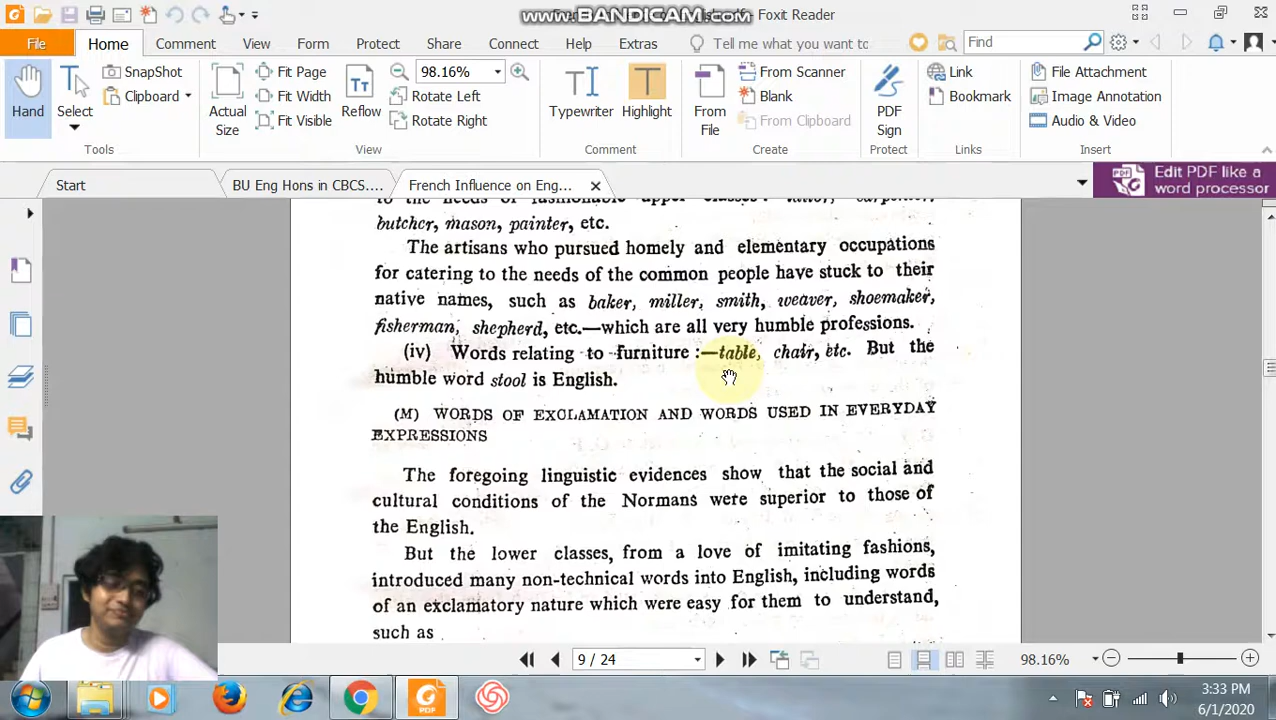 www.BANDICAM.com
Foxit Reader
File
Home
Comment
View
Form
Protect
Share
Connect
Help
Extras
Tell me what you want to
Find
Hand
Select
SnapShot
Clipboard
Tools
Actual Size
Fit Page
Fit Width
Fit Visible
Reflow
98.16%
Rotate Left
Rotate Right
View
Typewriter
Highlight
Comment
From File
From Scanner
Blank
From Clipboard
Create
PDF Sign
Protect
Link
Bookmark
Links
File Attachment
Image Annotation
Audio & Video
Insert
Start
BU Eng Hons in CBCS....
French Influence on Eng...
Edit PDF like a
word processor
butcher, mason, painter, etc.
The artisans who pursued homely and elementary occupations
for catering to the needs of the common people have stuck to their
native names, such as baker, miller, smith, weaver, shoemaker,
fisherman, shepherd, etc.—which are all very humble professions.
(iv) Words relating to furniture :—table, chair, etc. But the
humble word stool is English.
(M) WORDS OF EXCLAMATION AND WORDS USED IN EVERYDAY
EXPRESSIONS
The foregoing linguistic evidences show that the social and
cultural conditions of the Normans were superior to those of
the English.
But the lower classes, from a love of imitating fashions,
introduced many non-technical words into English, including words
of an exclamatory nature which were easy for them to understand,
such as
9 / 24
98.16%
PDF
3:33 PM
6/1/2020